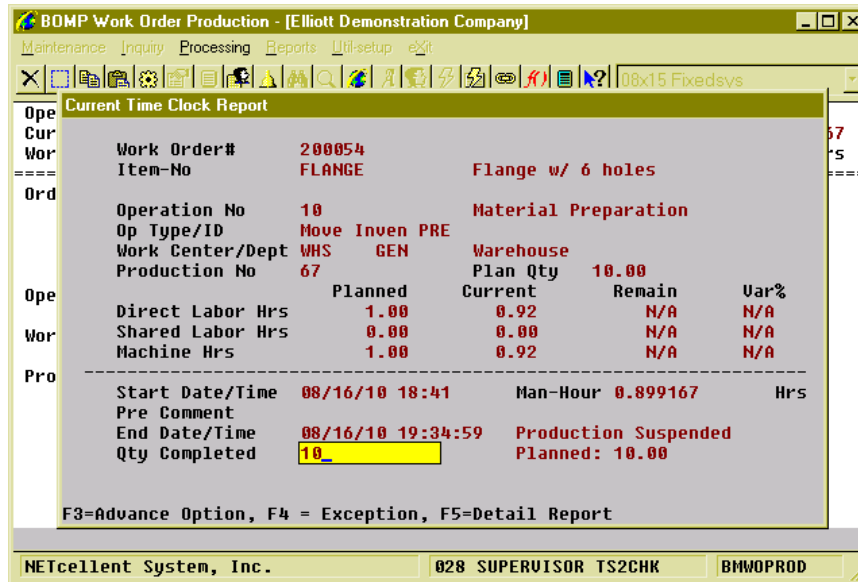 BOMP Work Order Production - [Elliott Demonstration Company]
Maintenance Inquiry Processing Reports Util-setup eXit
08x15 Fixedsys
Current Time Clock Report
Ope
Cur 67
Wor rs
Work Order# 200054
Item-No FLANGE Flange w/ 6 holes
Ord
Operation No 10 Material Preparation
Op Type/ID Move Inven PRE
Work Center/Dept WHS GEN Warehouse
Production No 67 Plan Qty 10.00
Ope
Planned Current Remain Var%
Direct Labor Hrs 1.00 0.92 N/A N/A
Wor
Shared Labor Hrs 0.00 0.00 N/A N/A
Machine Hrs 1.00 0.92 N/A N/A
Pro
Start Date/Time 08/16/10 18:41 Man-Hour 0.899167 Hrs
Pre Comment
End Date/Time 08/16/10 19:34:59 Production Suspended
Qty Completed 10_ Planned: 10.00
F3=Advance Option, F4 = Exception, F5=Detail Report
NETcellent System, Inc. 028 SUPERVISOR TS2CHK BMWOPROD